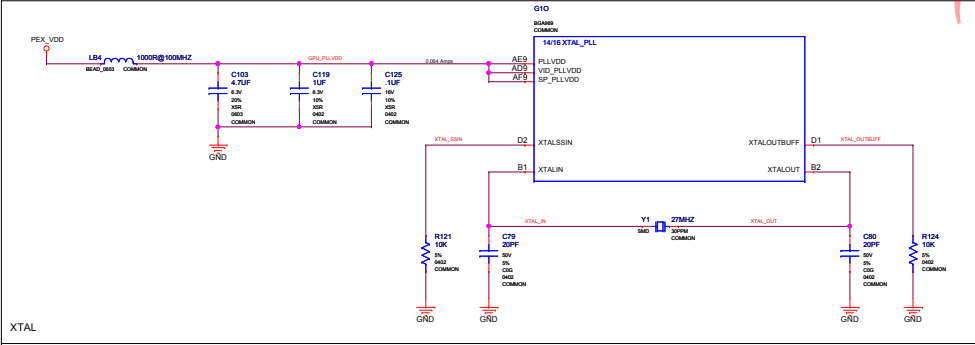 G1O
BGA969
COMMON
14/16 XTAL_PLL
PEX_VDD
LB4 1000R@100MHZ
BEAD_0603 COMMON
GPU_PLLVDD
0.084 Amps
AE9 PLLVDD
AD9 VID_PLLVDD
AF9 SP_PLLVDD
C103
4.7UF
6.3V
20%
X5R
0603
COMMON
C119
1UF
6.3V
10%
X5R
0402
COMMON
C125
.1UF
16V
10%
X5R
0402
COMMON
GND
XTAL_SSIN
D2 XTALSSIN
B1 XTALIN
XTALOUTBUFF D1
XTAL_OUTBUFF
XTALOUT B2
R121
10K
5%
0402
COMMON
XTAL_IN
C79
20PF
50V
5%
C0G
0402
COMMON
Y1 27MHZ
SMD 30PPM
COMMON
XTAL_OUT
C80
20PF
50V
5%
C0G
0402
COMMON
R124
10K
5%
0402
COMMON
GND
GND
GND
GND
XTAL